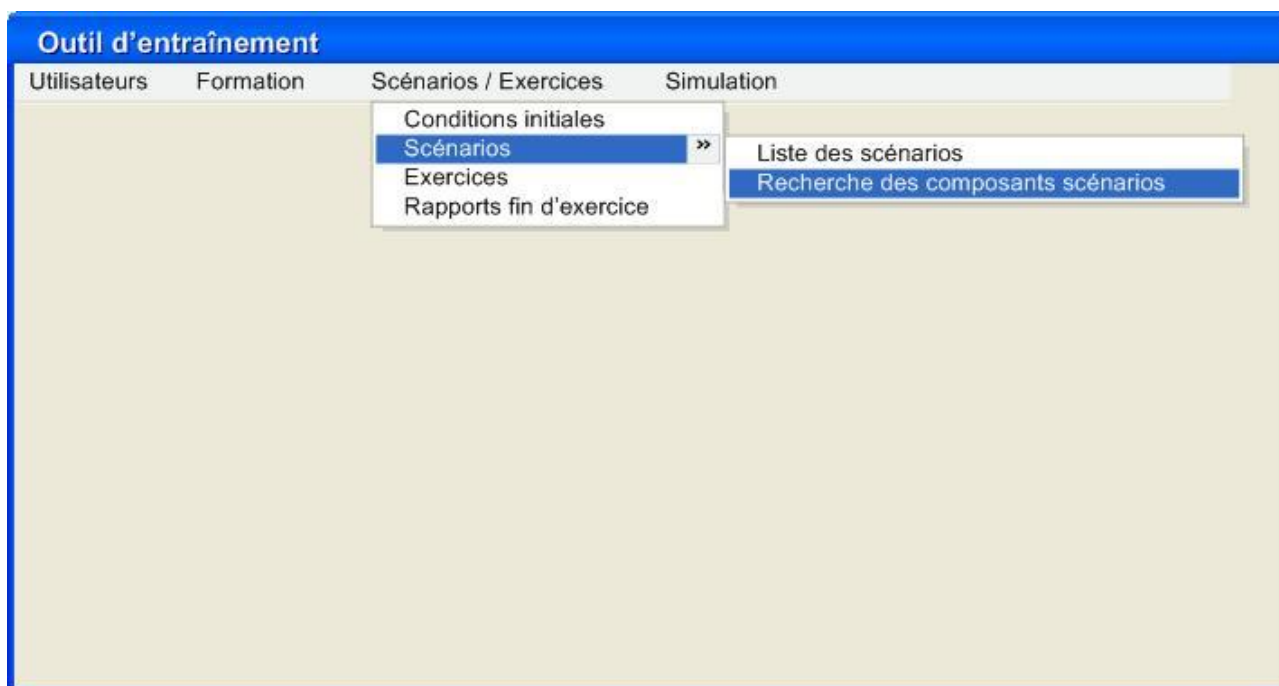 Outil d'entraînement
Utilisateurs Formation Scénarios / Exercices Simulation
Conditions initiales
Scénarios »
Exercices
Rapports fin d'exercice
Liste des scénarios
Recherche des composants scénarios